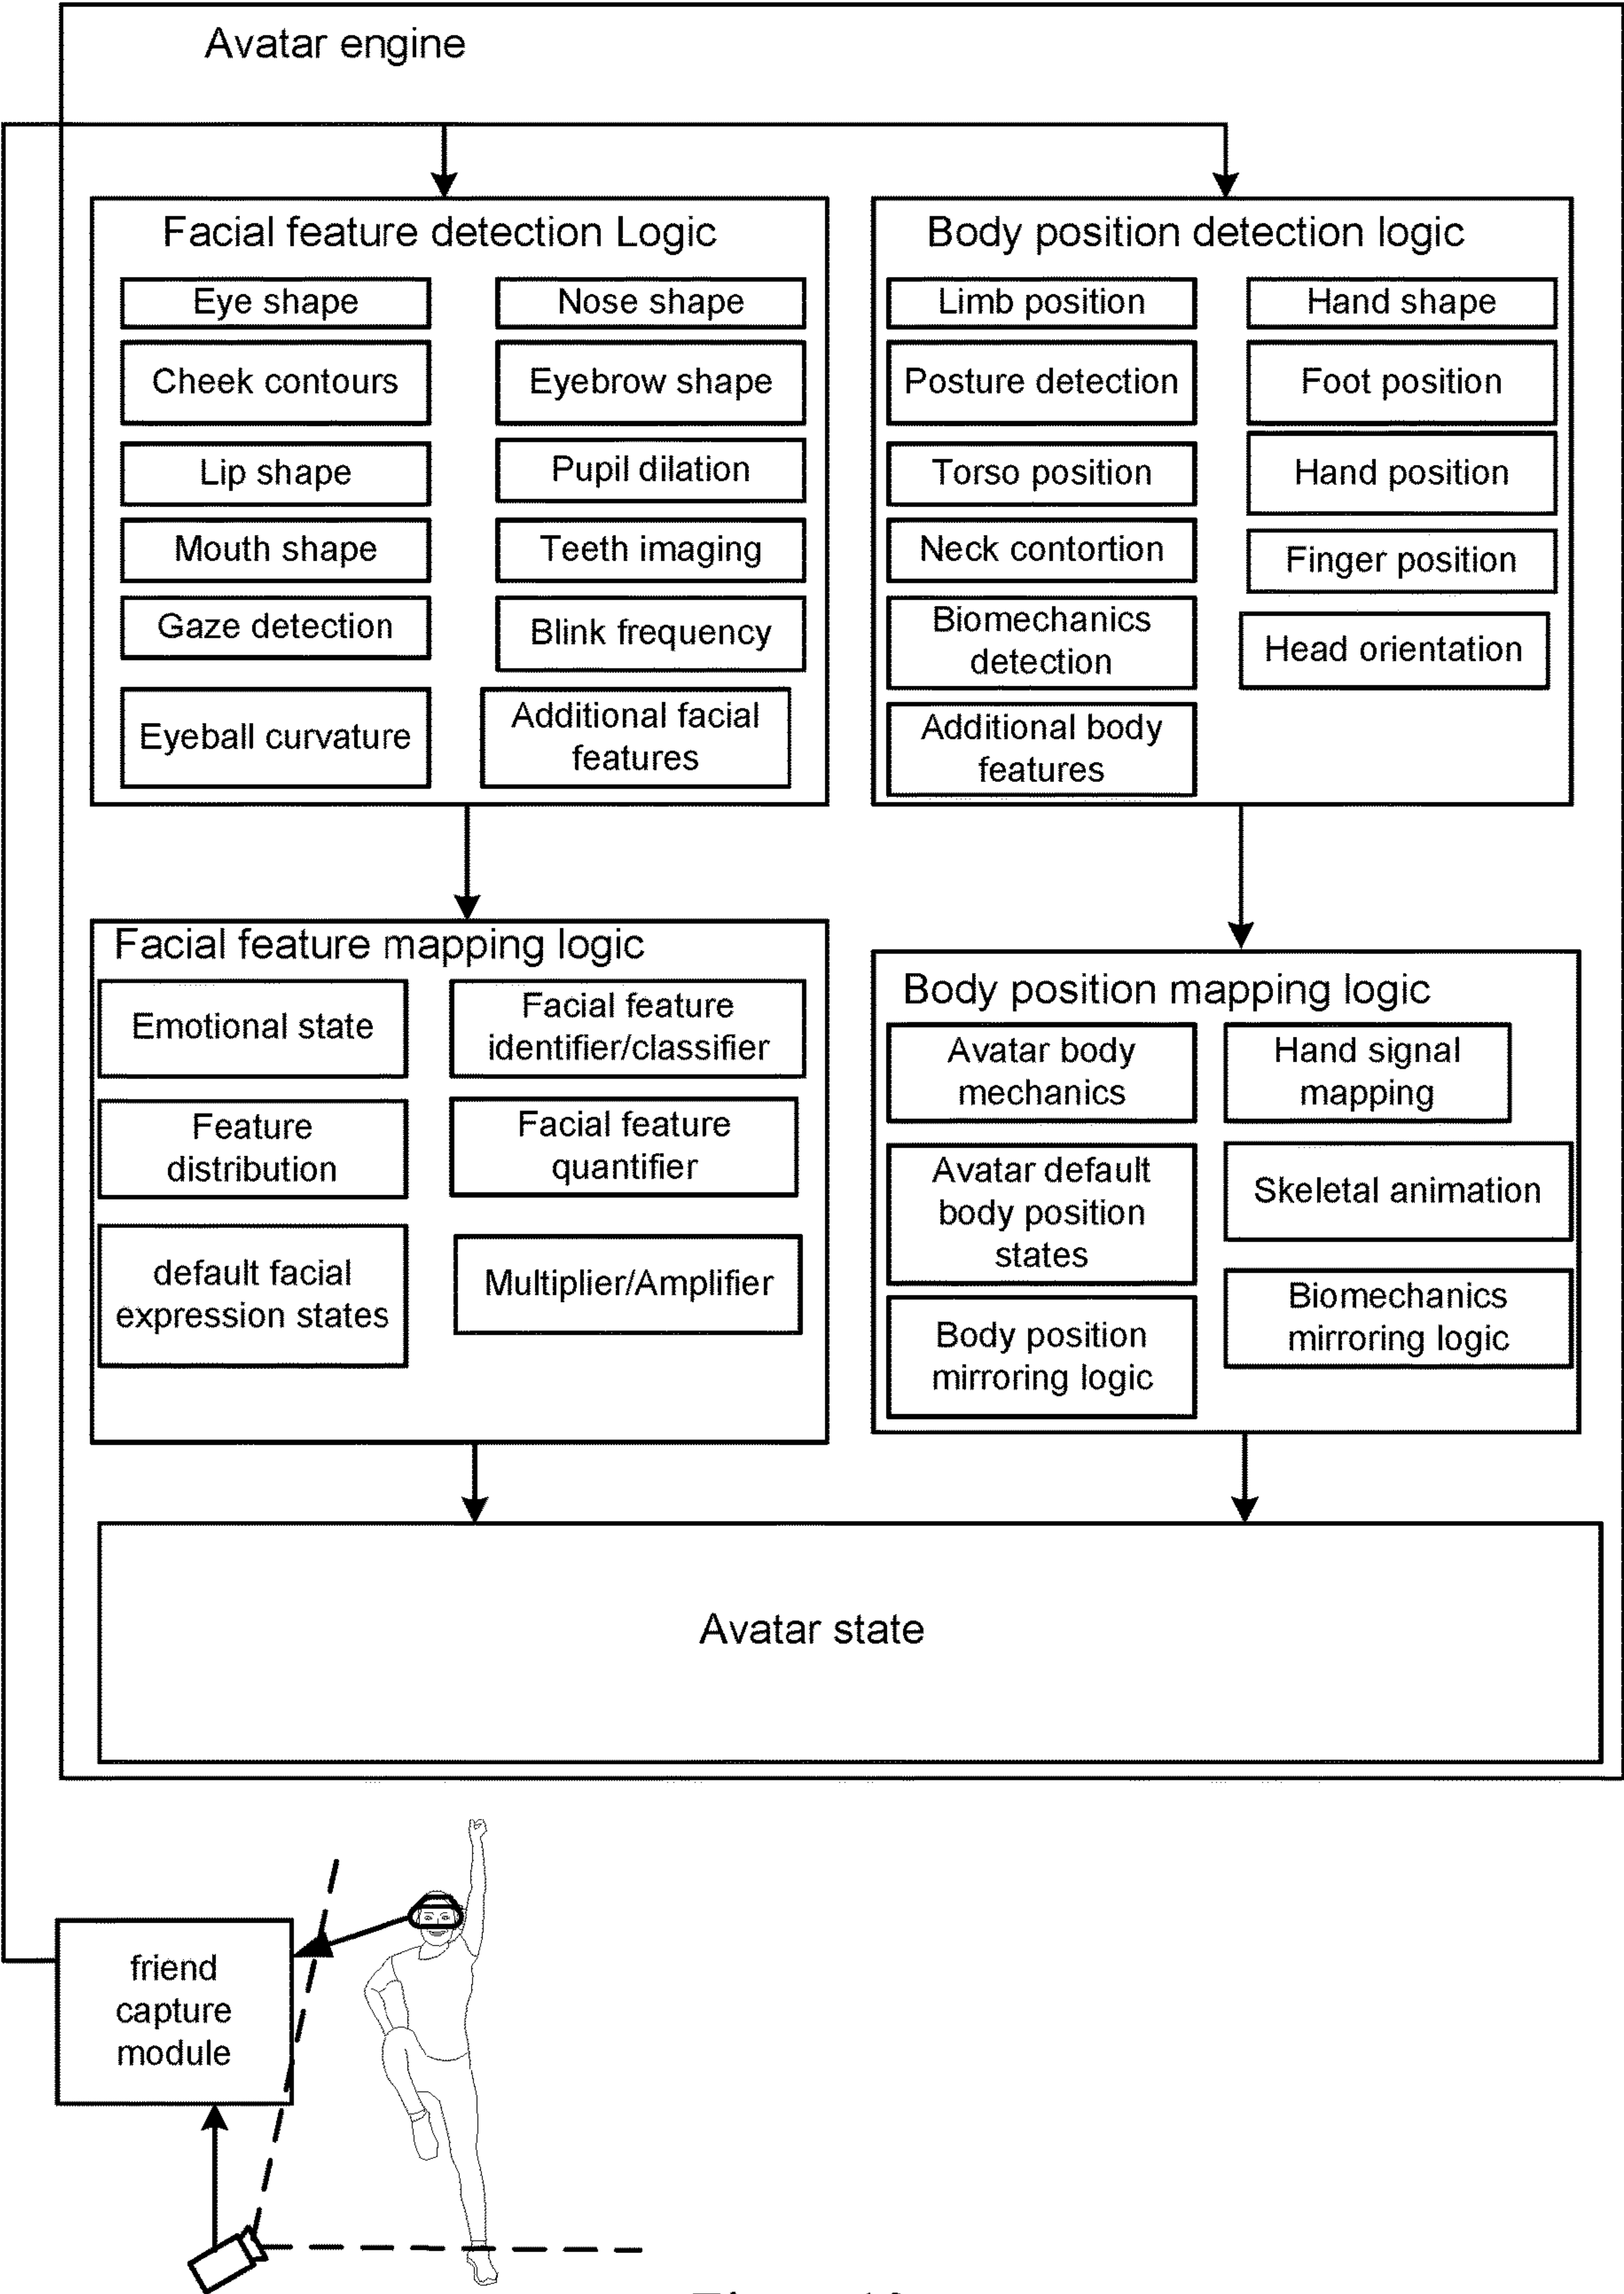 Avatar engine
Facial feature detection Logic
Eye shape
Nose shape
Cheek contours
Eyebrow shape
Lip shape
Pupil dilation
Mouth shape
Teeth imaging
Gaze detection
Blink frequency
Eyeball curvature
Additional facial
features
Body position detection logic
Limb position
Hand shape
Posture detection
Foot position
Torso position
Hand position
Neck contortion
Finger position
Biomechanics
detection
Head orientation
Additional body
features
Facial feature mapping logic
Emotional state
Facial feature
identifier/classifier
Feature
distribution
Facial feature
quantifier
default facial
expression states
Multiplier/Amplifier
Body position mapping logic
Avatar body
mechanics
Hand signal
mapping
Avatar default
body position
states
Skeletal animation
Body position
mirroring logic
Biomechanics
mirroring logic
Avatar state
friend
capture
module